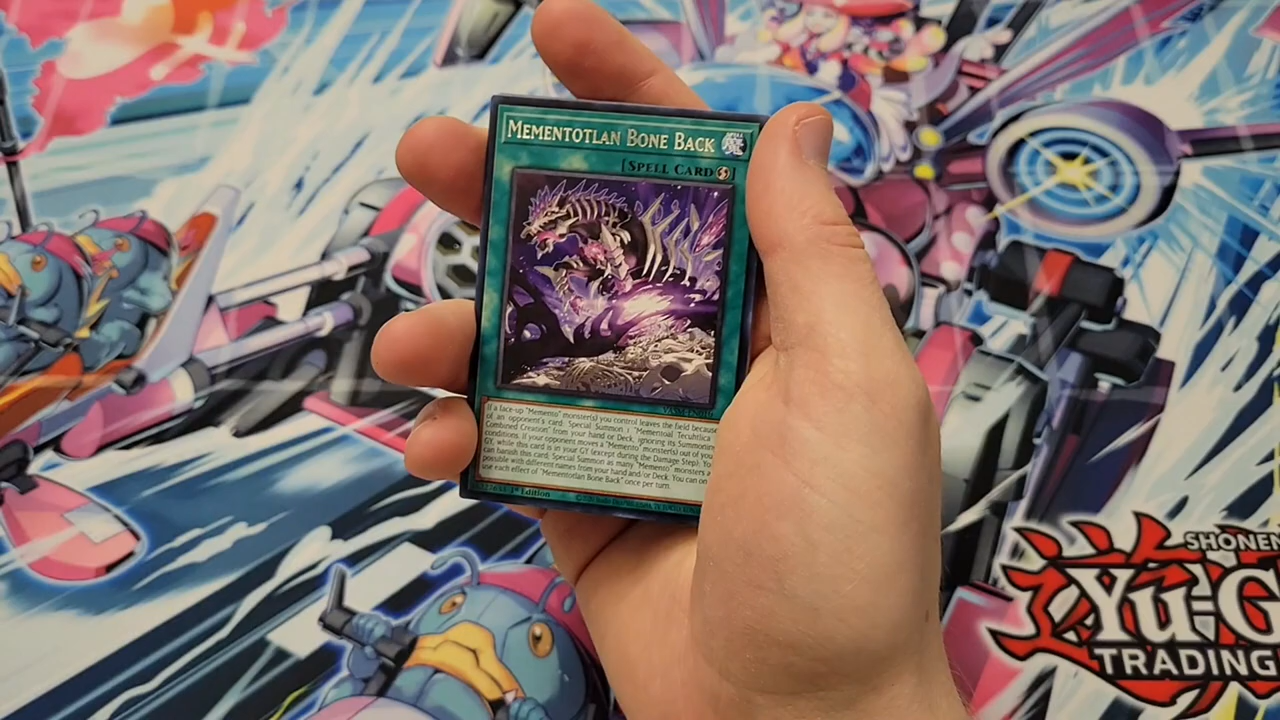 MEMENTOTLAN BONE BACK
[SPELL CARD]
VASM-EN016
If a face-up "Memento" monster(s) you control leaves the field because
of an opponent's card: Special Summon 1 "Mementoal Tecuhtlica -
Combined Creation" from your hand or Deck, ignoring its Summoning
conditions. If your opponent moves a "Memento" monster(s) out of your
GY, while this card is in your GY (except during the Damage Step): You
can banish this card; Special Summon as many "Memento" monsters
possible with different names from your hand and/or Deck. You can on
use each effect of "Mementotlan Bone Back" once per turn.
1st Edition
SHONEN
YU-G
TRADING